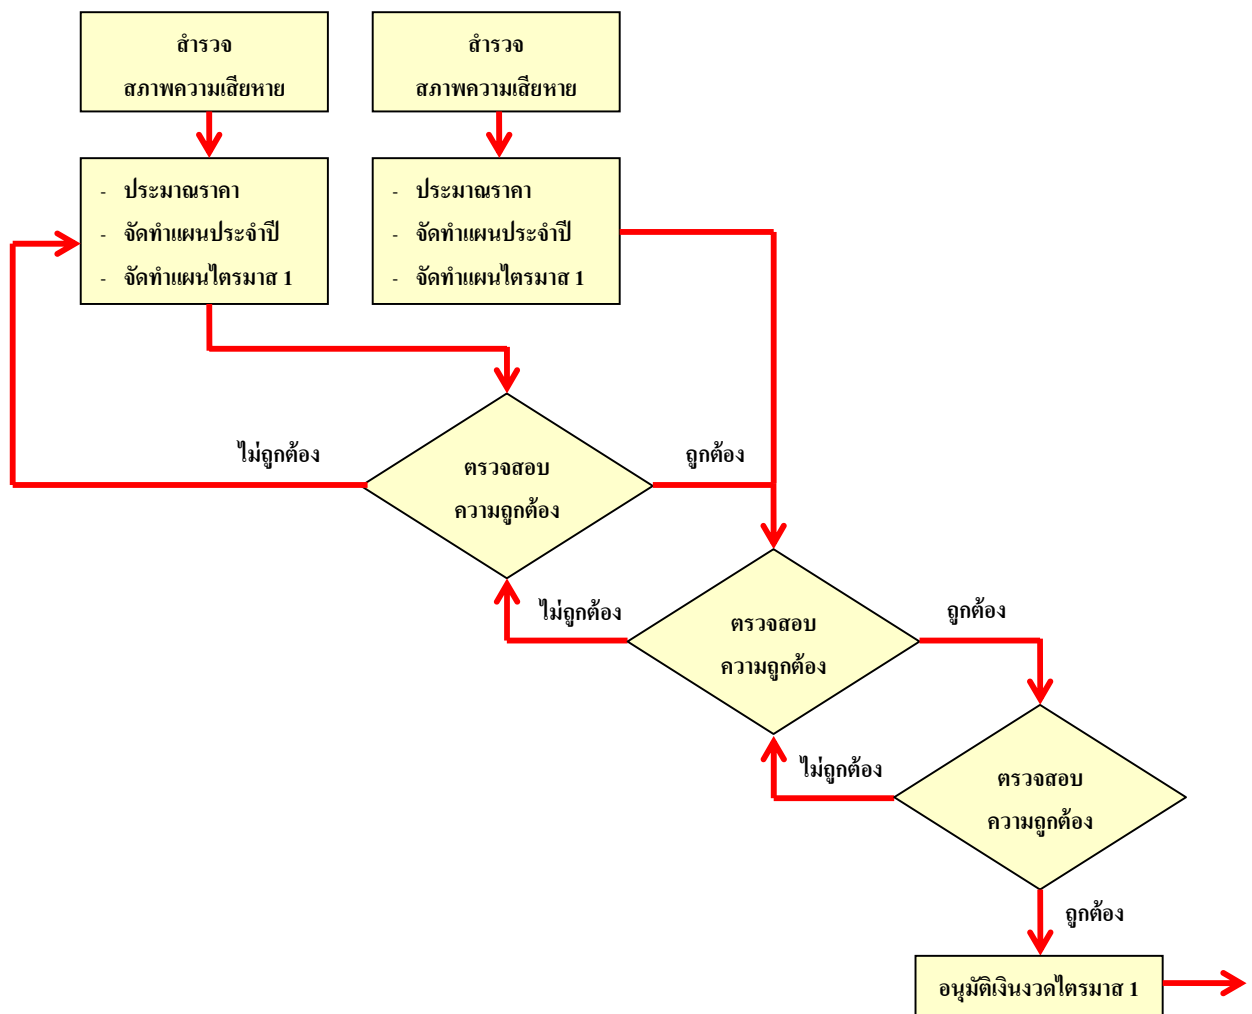 สำรวจ
สภาพความเสียหาย
สำรวจ
สภาพความเสียหาย
- ประมาณราคา
- จัดทำแผนประจำปี
- จัดทำแผนไตรมาส 1
- ประมาณราคา
- จัดทำแผนประจำปี
- จัดทำแผนไตรมาส 1
ไม่ถูกต้อง
ตรวจสอบ
ความถูกต้อง
ถูกต้อง
ไม่ถูกต้อง
ตรวจสอบ
ความถูกต้อง
ถูกต้อง
ไม่ถูกต้อง
ตรวจสอบ
ความถูกต้อง
ถูกต้อง
อนุมัติเงินงวดไตรมาส 1